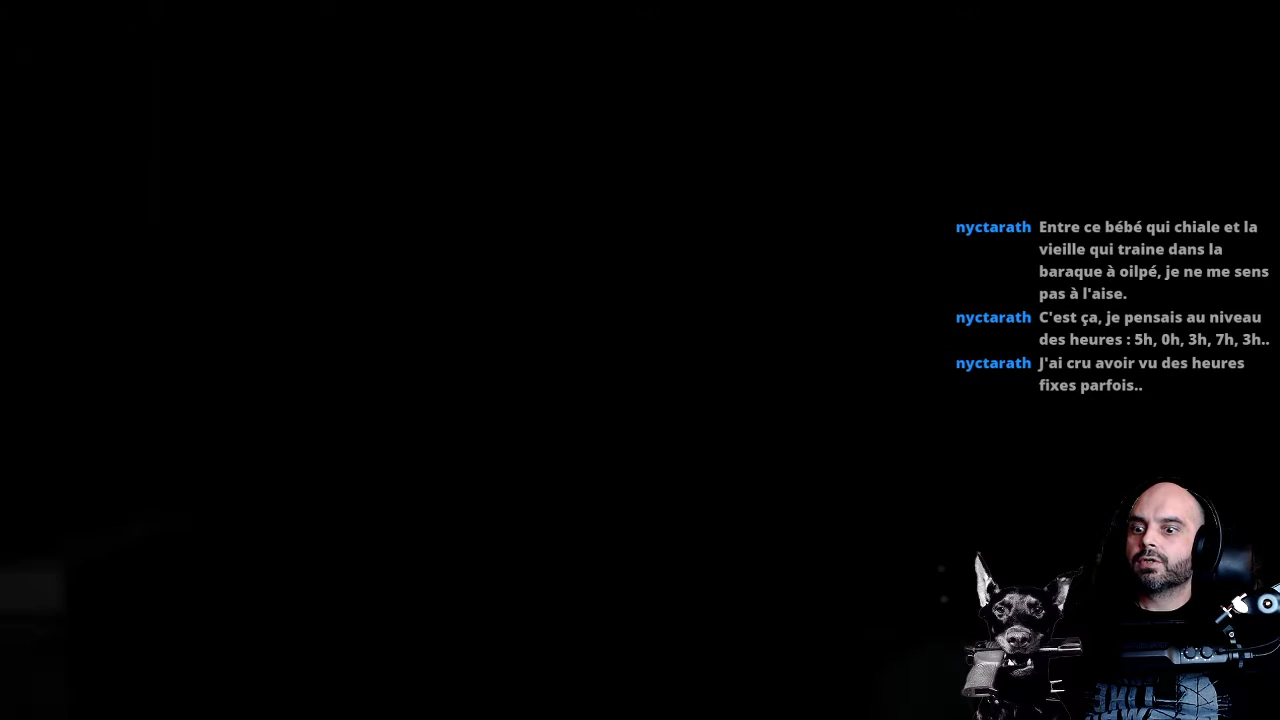 nyctarath Entre ce bébé qui chiale et la
vieille qui traine dans la
baraque à oilpé, je ne me sens
pas à l'aise.
nyctarath C'est ça, je pensais au niveau
des heures : 5h, 0h, 3h, 7h, 3h..
nyctarath J'ai cru avoir vu des heures
fixes parfois..